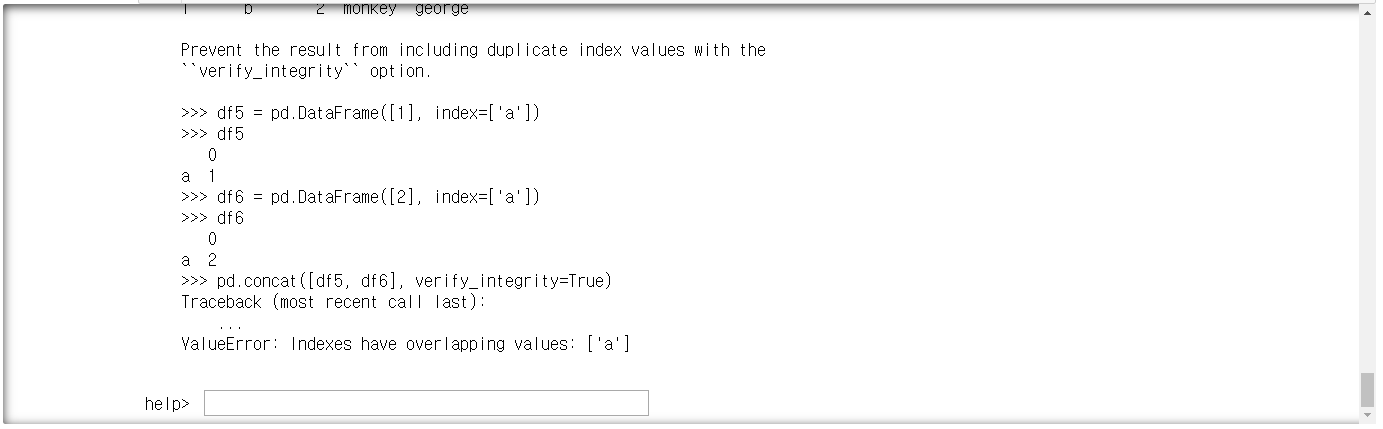 1      b       2  monkey  george
Prevent the result from including duplicate index values with the
``verify_integrity`` option.
>>> df5 = pd.DataFrame([1], index=['a'])
>>> df5
   0
a  1
>>> df6 = pd.DataFrame([2], index=['a'])
>>> df6
   0
a  2
>>> pd.concat([df5, df6], verify_integrity=True)
Traceback (most recent call last):
    ...
ValueError: Indexes have overlapping values: ['a']
help>